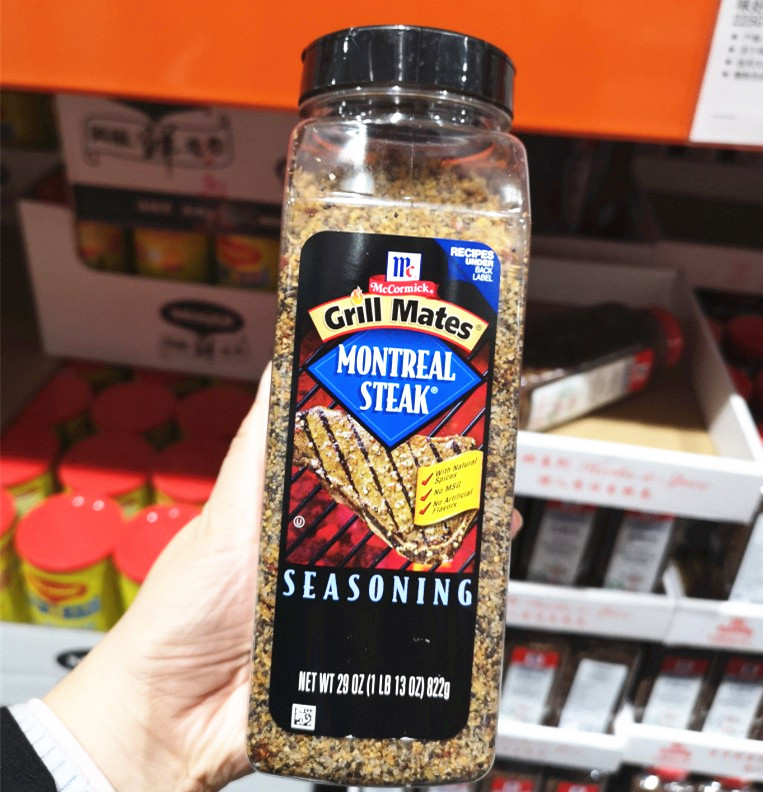 RECIPES
UNDER
BACK
LABEL
Mc
McCormick®
Grill Mates®
MONTREAL
STEAK®
With Natural
Spices
No MSG
No Artificial
Flavors
U
SEASONING
NET WT 29 OZ (1 LB 13 OZ) 822g